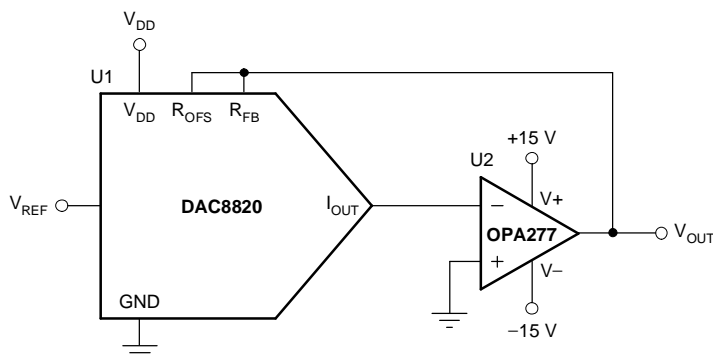 V_DD
U1
V_DD R_OFS R_FB
+15 V
U2
V_REF
DAC8820
I_OUT
−
V+
OPA277
V_OUT
+
V−
GND
−15 V